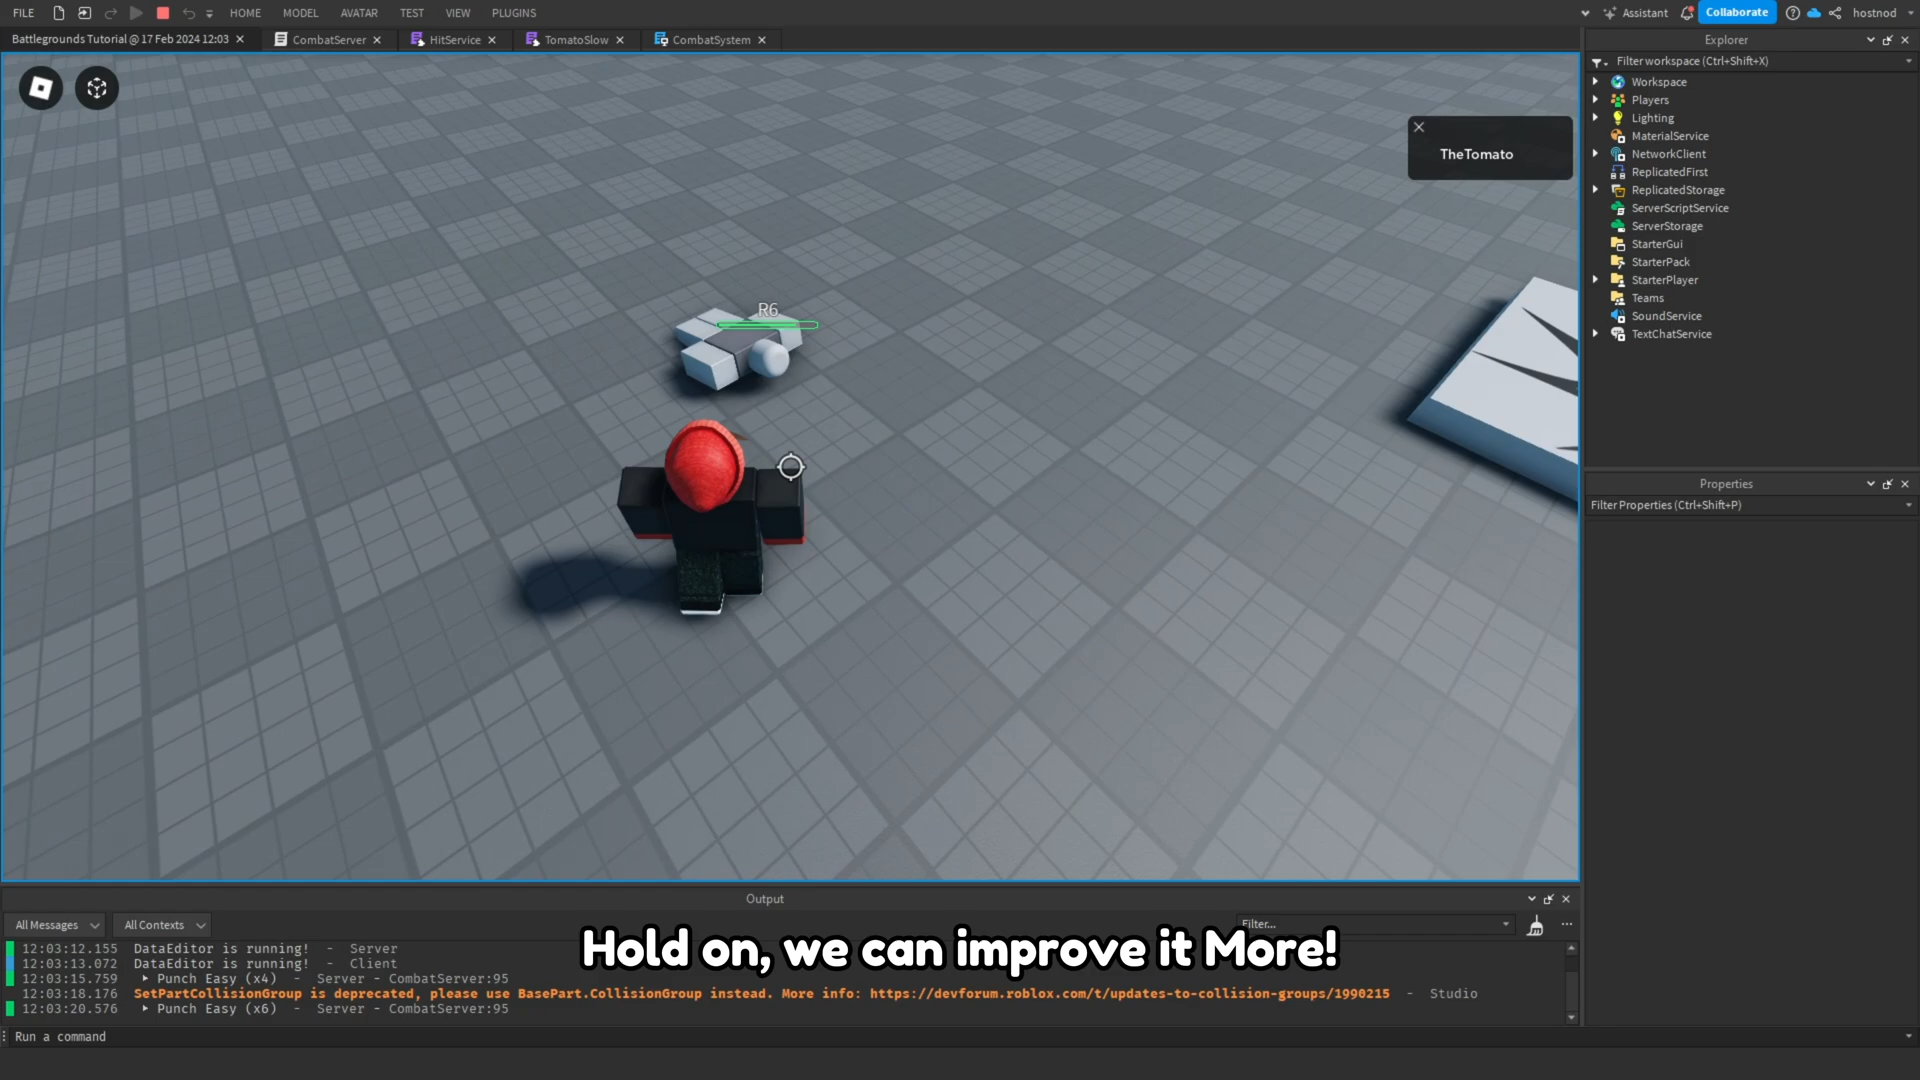 FILE HOME MODEL AVATAR TEST VIEW PLUGINS Assistant Collaborate hostnod
Battlegrounds Tutorial @ 17 Feb 2024 12:03 CombatServer HitService TomatoSlow CombatSystem
Explorer
Filter workspace (Ctrl+Shift+X)
Workspace
Players
Lighting
MaterialService
NetworkClient
ReplicatedFirst
ReplicatedStorage
ServerScriptService
ServerStorage
StarterGui
StarterPack
StarterPlayer
Teams
SoundService
TextChatService
TheTomato
R6
Properties
Filter Properties (Ctrl+Shift+P)
Output
All Messages All Contexts Filter...
12:03:12.155 DataEditor is running! - Server
12:03:13.072 DataEditor is running! - Client
12:03:15.759 Punch Easy (x4) - Server - CombatServer:95
12:03:18.176 SetPartCollisionGroup is deprecated, please use BasePart.CollisionGroup instead. More info: https://devforum.roblox.com/t/updates-to-collision-groups/1990215 - Studio
12:03:20.576 Punch Easy (x6) - Server - CombatServer:95
Hold on, we can improve it More!
Run a command